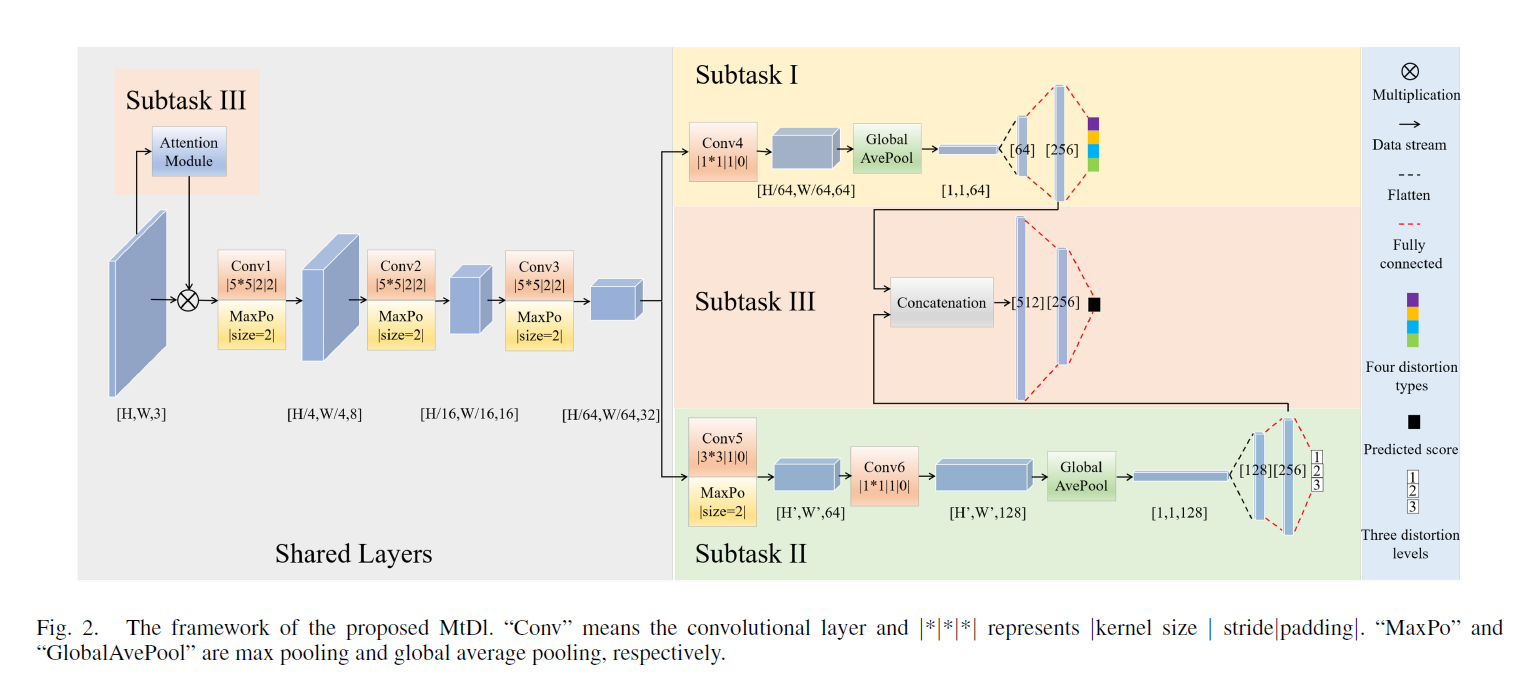 Subtask III
Attention
Module
Conv1
|5*5|2|2|
MaxPo
|size=2|
Conv2
|5*5|2|2|
MaxPo
|size=2|
Conv3
|5*5|2|2|
MaxPo
|size=2|
[H,W,3]
[H/4,W/4,8]
[H/16,W/16,16]
[H/64,W/64,32]
Shared Layers
Subtask I
Conv4
|1*1|1|0|
[H/64,W/64,64]
Global
AvePool
[1,1,64]
[64]
[256]
Subtask III
Concatenation
[512]
[256]
Conv5
|3*3|1|0|
MaxPo
|size=2|
[H’,W’,64]
Conv6
|1*1|1|0|
[H’,W’,128]
Global
AvePool
[1,1,128]
[128]
[256]
1
2
3
Subtask II
Multiplication
Data stream
Flatten
Fully
connected
Four distortion
types
Predicted score
1
2
3
Three distortion
levels
Fig. 2. The framework of the proposed MtDl. “Conv” means the convolutional layer and |*|*|*| represents |kernel size | stride|padding|. “MaxPo” and
“GlobalAvePool” are max pooling and global average pooling, respectively.